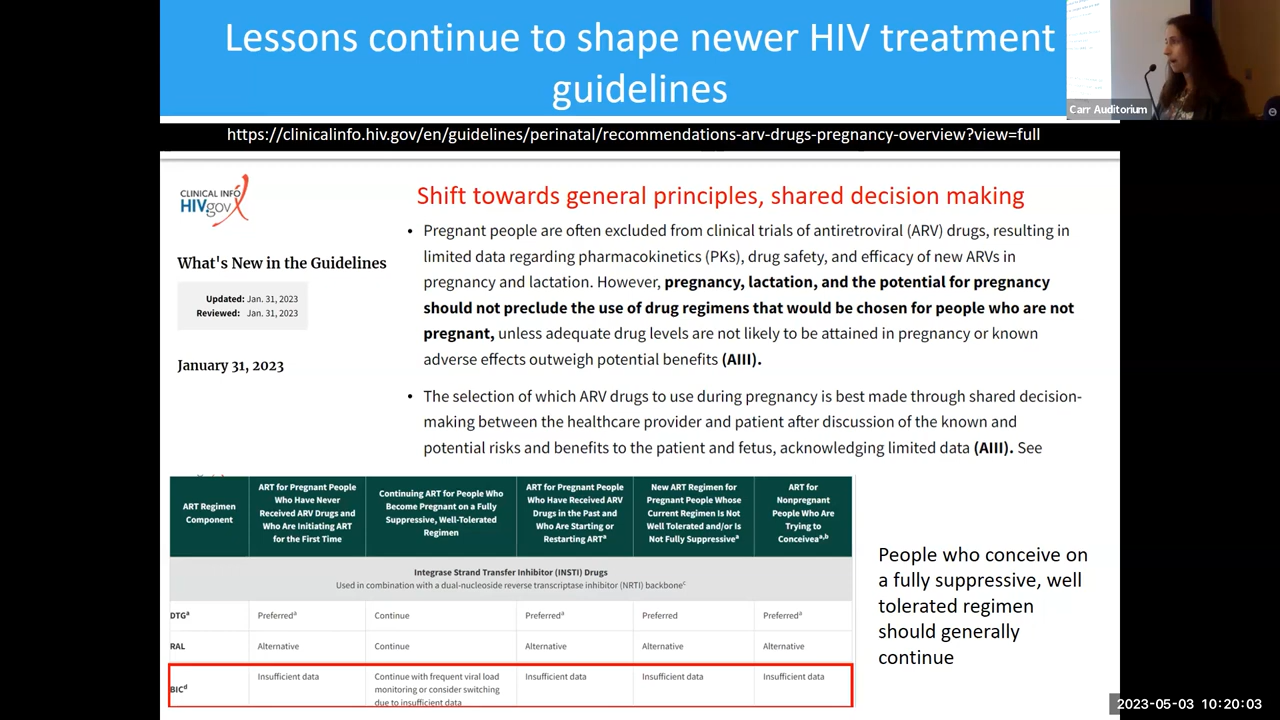 Lessons continue to shape newer HIV treatment
guidelines
Carr Auditorium
https://clinicalinfo.hiv.gov/en/guidelines/perinatal/recommendations-arv-drugs-pregnancy-overview?view=full
CLINICAL INFO
HIV.gov
What's New in the Guidelines
Updated: Jan. 31, 2023
Reviewed: Jan. 31, 2023
January 31, 2023
Shift towards general principles, shared decision making
• Pregnant people are often excluded from clinical trials of antiretroviral (ARV) drugs, resulting in
limited data regarding pharmacokinetics (PKs), drug safety, and efficacy of new ARVs in
pregnancy and lactation. However, pregnancy, lactation, and the potential for pregnancy
should not preclude the use of drug regimens that would be chosen for people who are not
pregnant, unless adequate drug levels are not likely to be attained in pregnancy or known
adverse effects outweigh potential benefits (AIII).
• The selection of which ARV drugs to use during pregnancy is best made through shared decision-
making between the healthcare provider and patient after discussion of the known and
potential risks and benefits to the patient and fetus, acknowledging limited data (AIII). See
ART Regimen
Component
ART for Pregnant People
Who Have Never
Received ARV Drugs and
Who Are Initiating ART
for the First Time
Continuing ART for People Who
Become Pregnant on a Fully
Suppressive, Well-Tolerated
Regimen
ART for Pregnant People
Who Have Received ARV
Drugs in the Past and
Who Are Starting or
Restarting ARTa
New ART Regimen for
Pregnant People Whose
Current Regimen Is Not
Well Tolerated and/or Is
Not Fully Suppressivea
ART for
Nonpregnant
People Who Are
Trying to
Conceivea,b
Integrase Strand Transfer Inhibitor (INSTI) Drugs
Used in combination with a dual-nucleoside reverse transcriptase inhibitor (NRTI) backbonec
DTGa Preferreda Continue Preferreda Preferred Preferreda
RAL Alternative Continue Alternative Alternative Alternative
BICd Insufficient data
Continue with frequent viral load
monitoring or consider switching
due to insufficient data
Insufficient data Insufficient data Insufficient data
People who conceive on
a fully suppressive, well
tolerated regimen
should generally
continue
2023-05-03 10:20:03